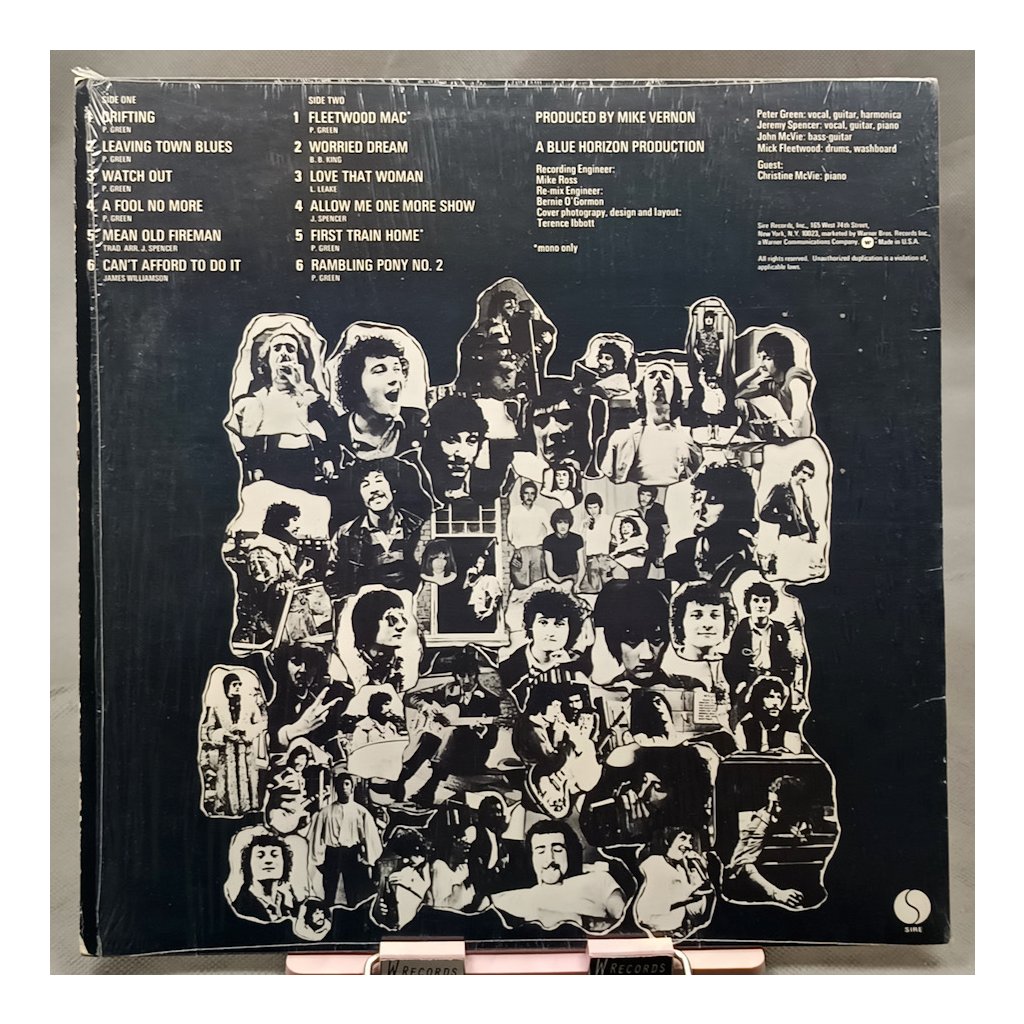 SIDE ONE
1 DRIFTING
P. GREEN
2 LEAVING TOWN BLUES
P. GREEN
3 WATCH OUT
P. GREEN
4 A FOOL NO MORE
P. GREEN
5 MEAN OLD FIREMAN
TRAD. ARR. J. SPENCER
6 CAN'T AFFORD TO DO IT
JAMES WILLIAMSON
SIDE TWO
1 FLEETWOOD MAC*
P. GREEN
2 WORRIED DREAM
B. B. KING
3 LOVE THAT WOMAN
L. LEAKE
4 ALLOW ME ONE MORE SHOW
J. SPENCER
5 FIRST TRAIN HOME*
P. GREEN
6 RAMBLING PONY NO. 2
P. GREEN
PRODUCED BY MIKE VERNON
A BLUE HORIZON PRODUCTION
Recording Engineer:
Mike Ross
Re-mix Engineer:
Bernie O'Gormon
Cover photograpy, design and layout:
Terence Ibbott
*mono only
Peter Green: vocal, guitar, harmonica
Jeremy Spencer: vocal, guitar, piano
John McVie: bass-guitar
Mick Fleetwood: drums, washboard
Guest:
Christine McVie: piano
Sire Records, Inc., 165 West 74th Street,
New York, N.Y. 10023, marketed by Warner Bros. Records Inc.,
a Warner Communications Company. Made in U.S.A.
All rights reserved. Unauthorized duplication is a violation of
applicable laws.
SIRE
W RECORDS
W RECORDS